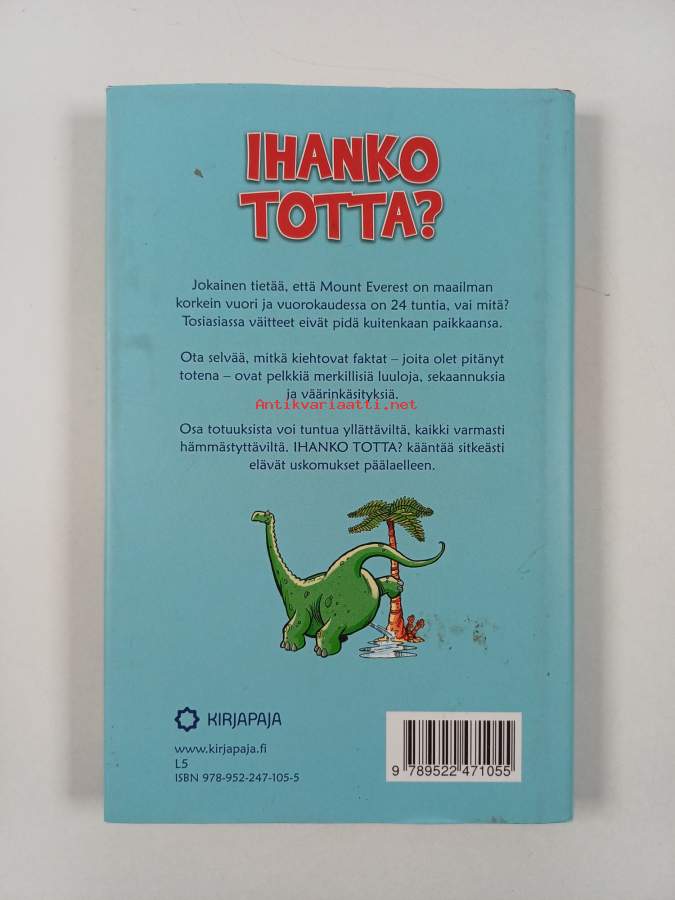 IHANKO
TOTTA?
Jokainen tietää, että Mount Everest on maailman
korkein vuori ja vuorokaudessa on 24 tuntia, vai mitä?
Tosiasiassa väitteet eivät pidä kuitenkaan paikkaansa.
Ota selvää, mitkä kiehtovat faktat – joita olet pitänyt
totena – ovat pelkkiä merkillisiä luuloja, sekaannuksia
ja väärinkäsityksiä.
Antikvariaatti.net
Osa totuuksista voi tuntua yllättäviltä, kaikki varmasti
hämmästyttäviltä. IHANKO TOTTA? kääntää sitkeästi
elävät uskomukset päälaelleen.
KIRJAPAJA
www.kirjapaja.fi
L5
ISBN 978-952-247-105-5
9 789522 471055